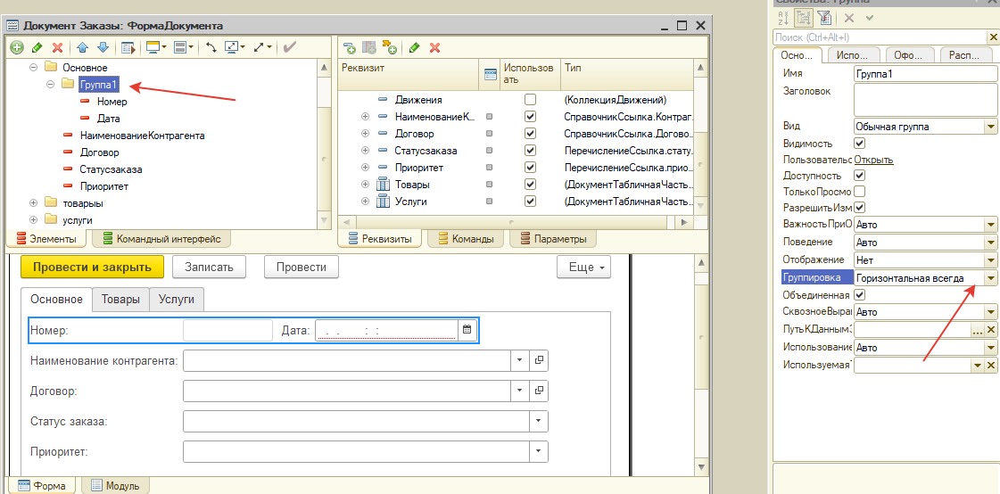 Свойства: Группа
Документ Заказы: ФормаДокумента
Поиск (Ctrl+Alt+I)
Осно...
Испо...
Офо...
Расп...
Основное
Группа1
Номер
Дата
НаименованиеКонтрагента
Договор
Статусзаказа
Приоритет
товарыы
услуги
Элементы
Командный интерфейс
Реквизит
Использов
ать
Тип
Движения
(КоллекцияДвижений)
НаименованиеК...
СправочникСсылка.Контраг...
Договор
СправочникСсылка.Догово...
Статусзаказа
ПеречислениеСсылка.стату...
Приоритет
ПеречислениеСсылка.прио...
Товары
(ДокументТабличнаяЧасть...
Услуги
(ДокументТабличнаяЧасть...
Реквизиты
Команды
Параметры
Имя
Группа1
Заголовок
Вид
Обычная группа
Видимость
Пользовательс
Открыть
Доступность
ТолькоПросмо
РазрешитьИзм
ВажностьПриО
Авто
Поведение
Авто
Отображение
Нет
Группировка
Горизонтальная всегда
Объединенная
СквозноеВыра
Авто
ПутьКДанным
...
Использование
Авто
Используемая
Провести и закрыть
Записать
Провести
Еще
Основное
Товары
Услуги
Номер:
Дата:
. . : :
Наименование контрагента:
Договор:
Статус заказа:
Приоритет:
Форма
Модуль